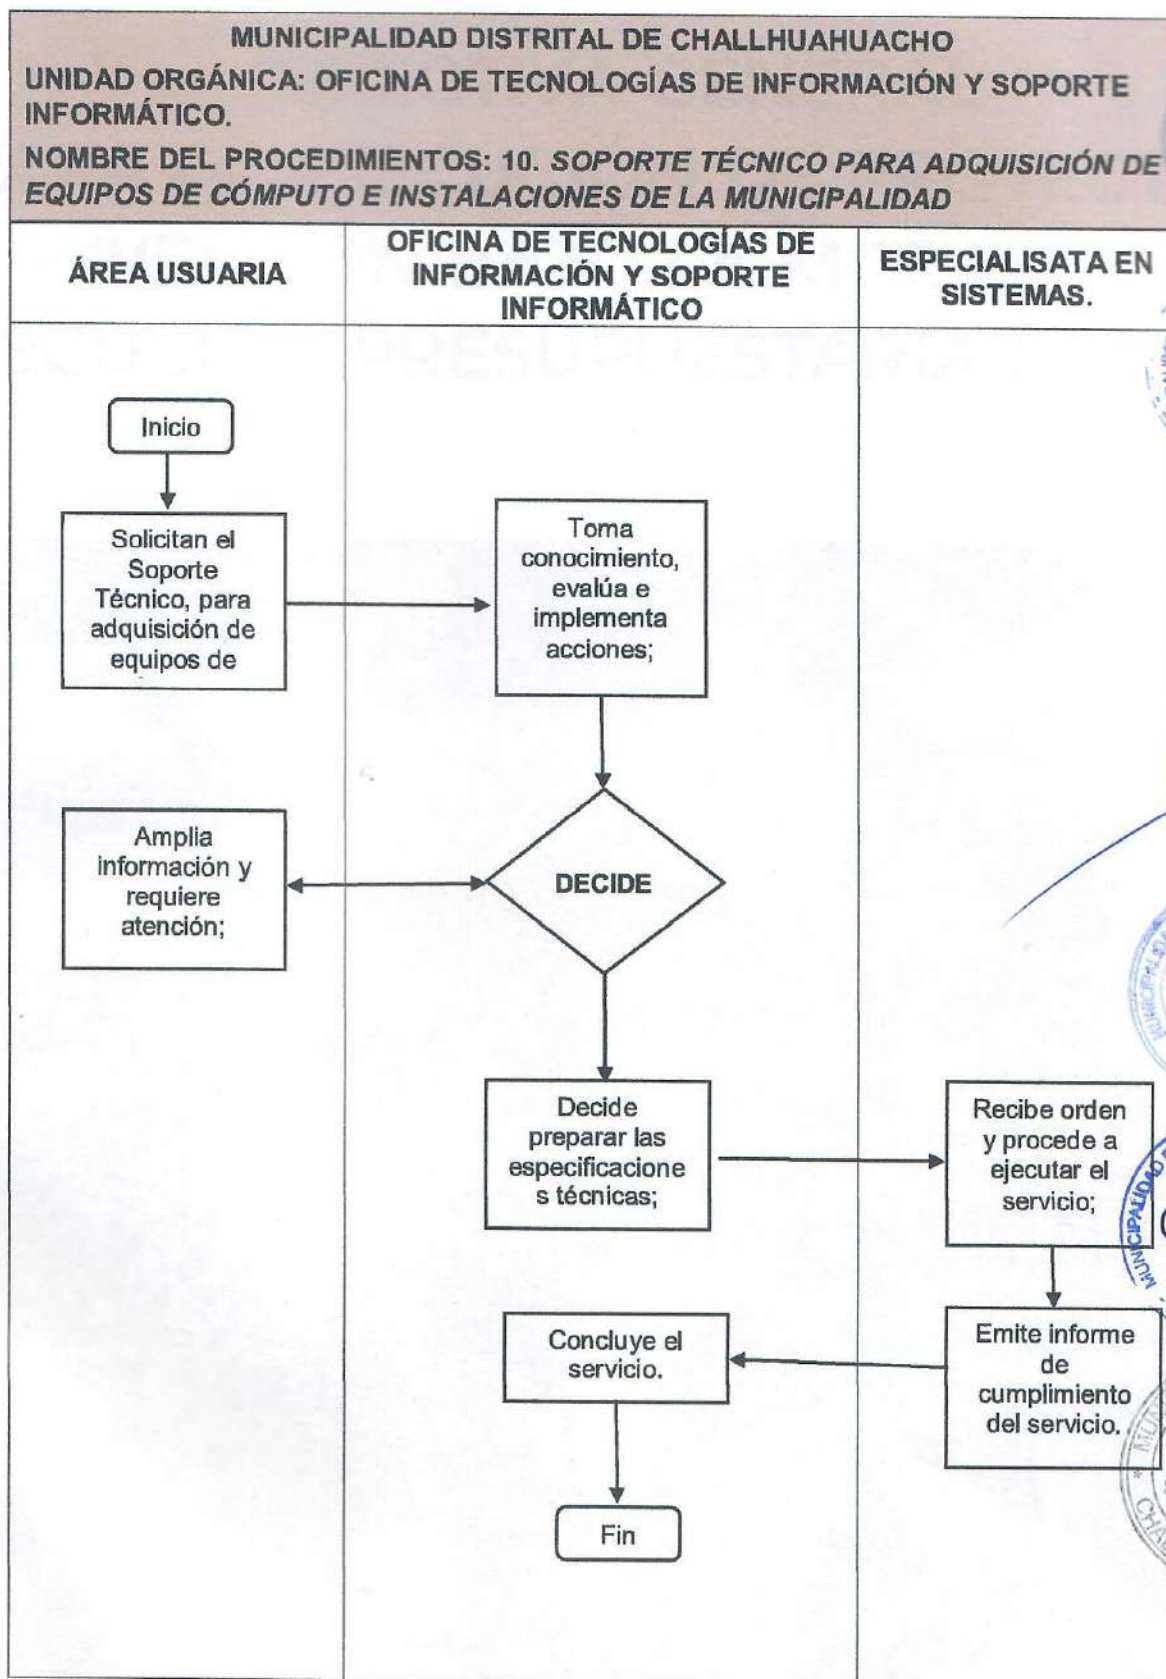 MUNICIPALIDAD DISTRITAL DE CHALLHUAHUACHO
UNIDAD ORGÁNICA: OFICINA DE TECNOLOGÍAS DE INFORMACIÓN Y SOPORTE
INFORMÁTICO.
NOMBRE DEL PROCEDIMIENTOS: 10. SOPORTE TÉCNICO PARA ADQUISICIÓN DE
EQUIPOS DE CÓMPUTO E INSTALACIONES DE LA MUNICIPALIDAD
ÁREA USUARIA
OFICINA DE TECNOLOGÍAS DE
INFORMACIÓN Y SOPORTE
INFORMÁTICO
ESPECIALISATA EN
SISTEMAS.
Inicio
Solicitan el
Soporte
Técnico, para
adquisición de
equipos de
Toma
conocimiento,
evalúa e
implementa
acciones;
Amplia
información y
requiere
atención;
DECIDE
Decide
preparar las
especificacione
s técnicas;
Recibe orden
y procede a
ejecutar el
servicio;
Concluye el
servicio.
Emite informe
de
cumplimiento
del servicio.
Fin
MUNICIPALIDAD